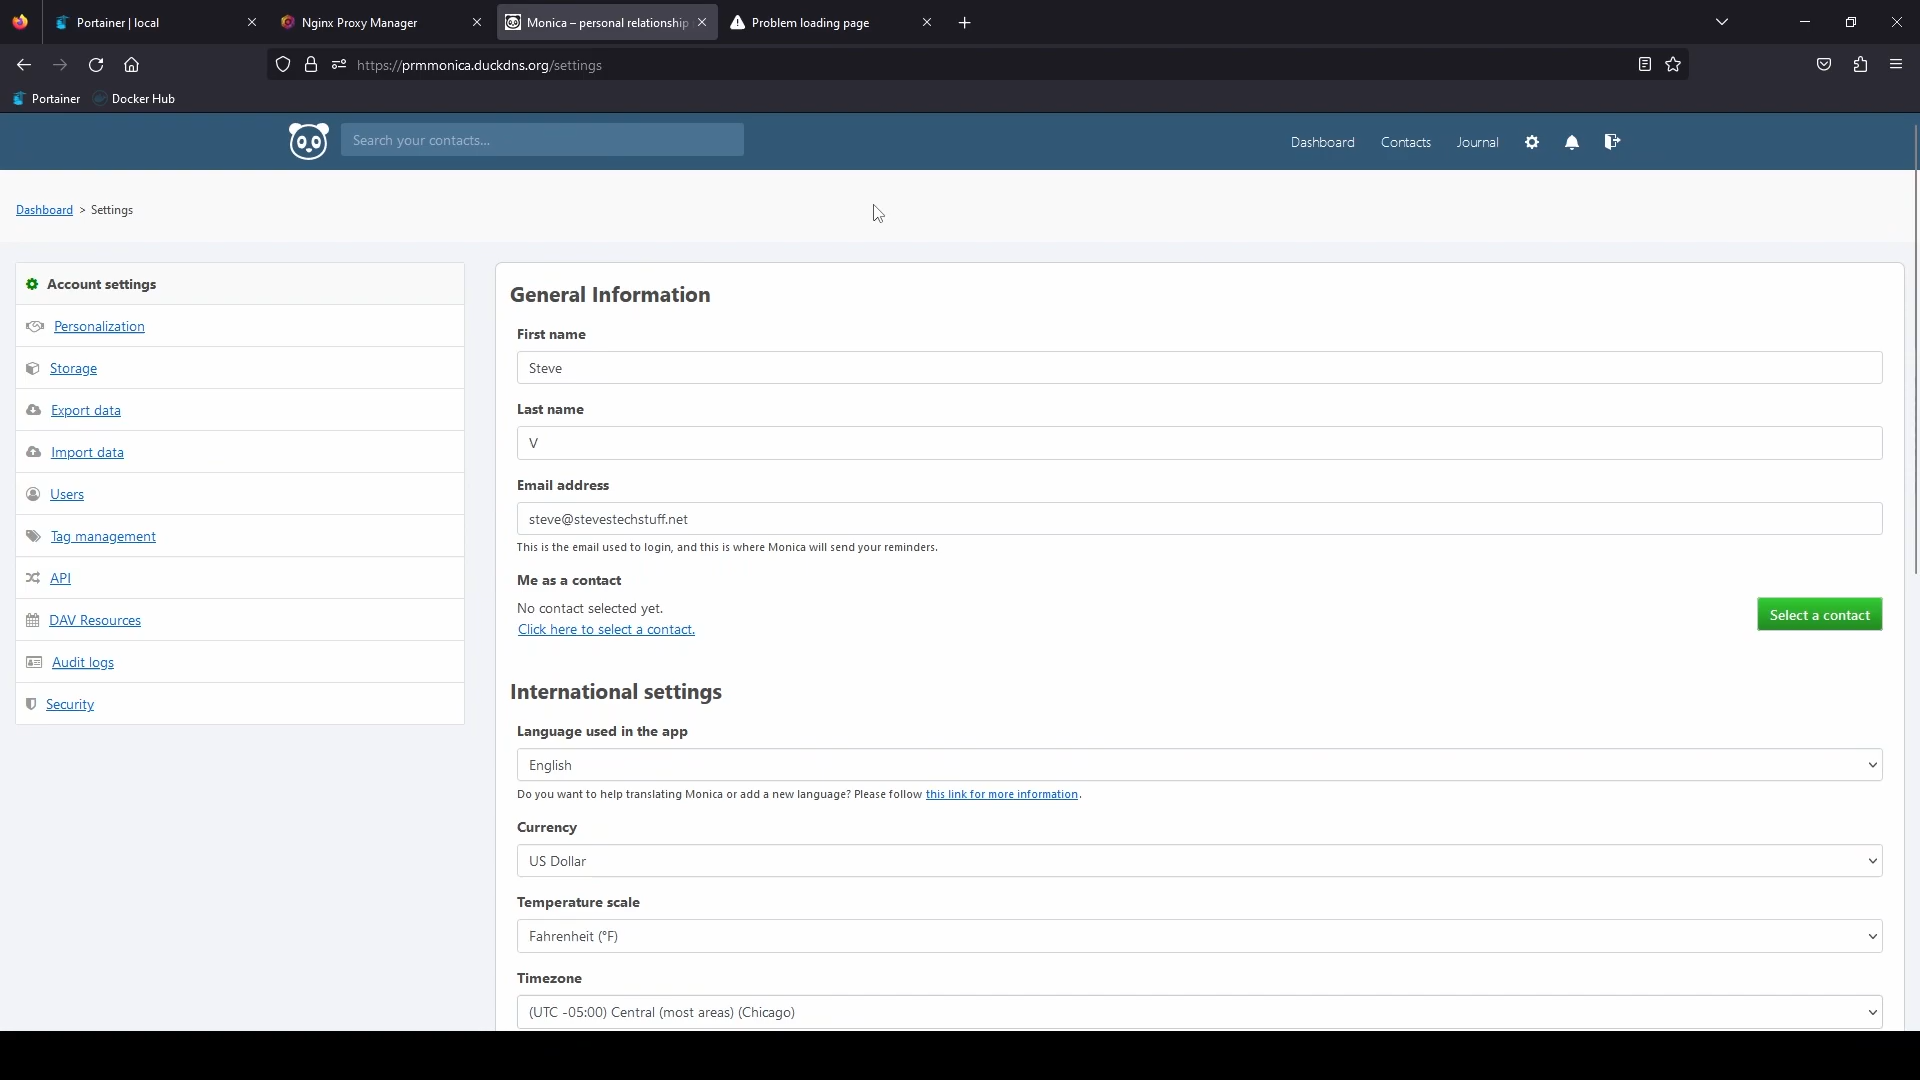 Portainer | local
Nginx Proxy Manager
Monica – personal relationship
Problem loading page
https://prmmonica.duckdns.org/settings
Portainer
Docker Hub
Search your contacts...
Dashboard
Contacts
Journal
Dashboard > Settings
Account settings
Personalization
Storage
Export data
Import data
Users
Tag management
API
DAV Resources
Audit logs
Security
General Information
First name
Steve
Last name
V
Email address
steve@stevestechstuff.net
This is the email used to login, and this is where Monica will send your reminders.
Me as a contact
No contact selected yet.
Click here to select a contact.
Select a contact
International settings
Language used in the app
English
Do you want to help translating Monica or add a new language? Please follow this link for more information.
Currency
US Dollar
Temperature scale
Fahrenheit (°F)
Timezone
(UTC -05:00) Central (most areas) (Chicago)